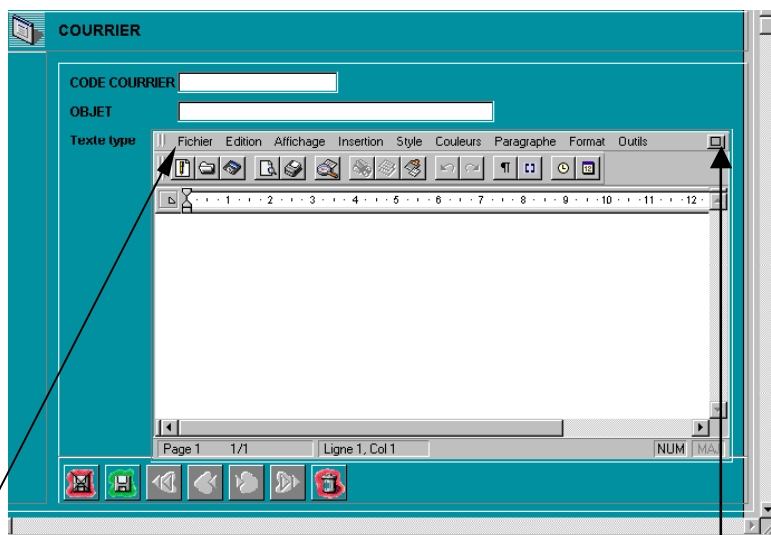 COURRIER
CODE COURRIER
OBJET
Texte type
Fichier Edition Affichage Insertion Style Couleurs Paragraphe Format Outils
1 2 3 4 5 6 7 8 9 10 11 12
Page 1 1/1 Ligne 1, Col 1 NUM MAJ